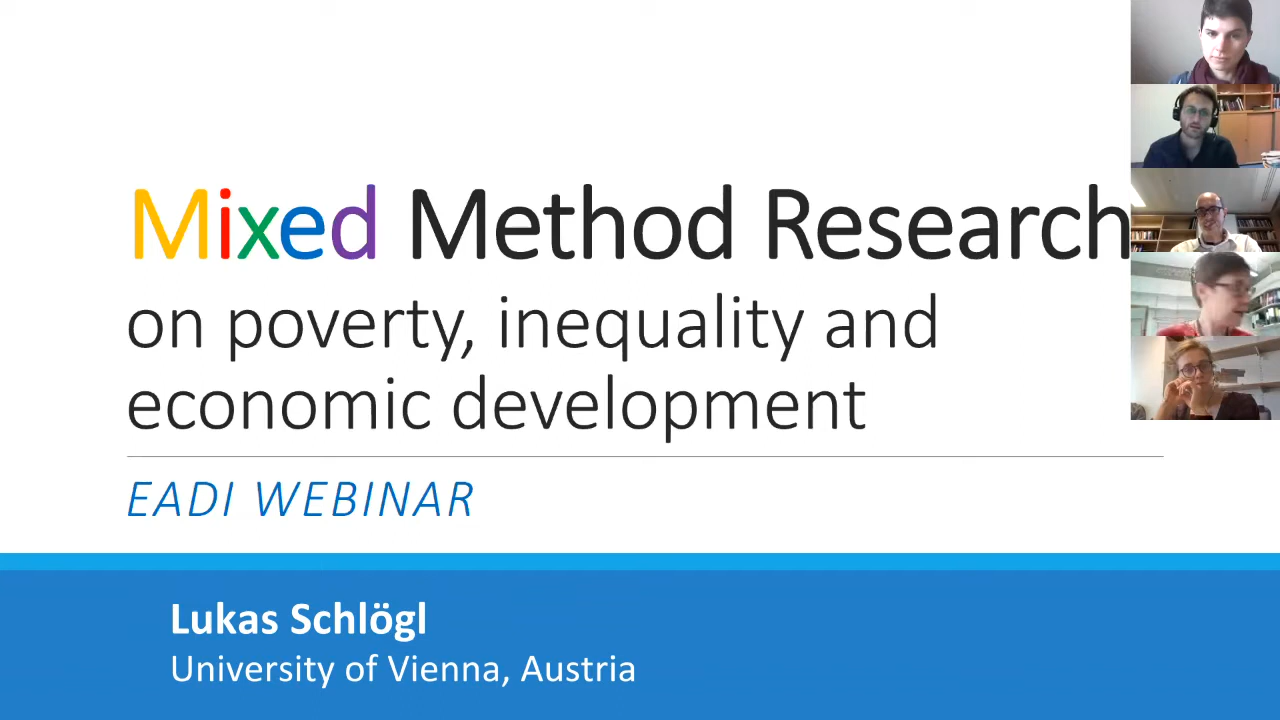 Mixed Method Research
on poverty, inequality and
economic development
EADI WEBINAR
Lukas Schlögl
University of Vienna, Austria